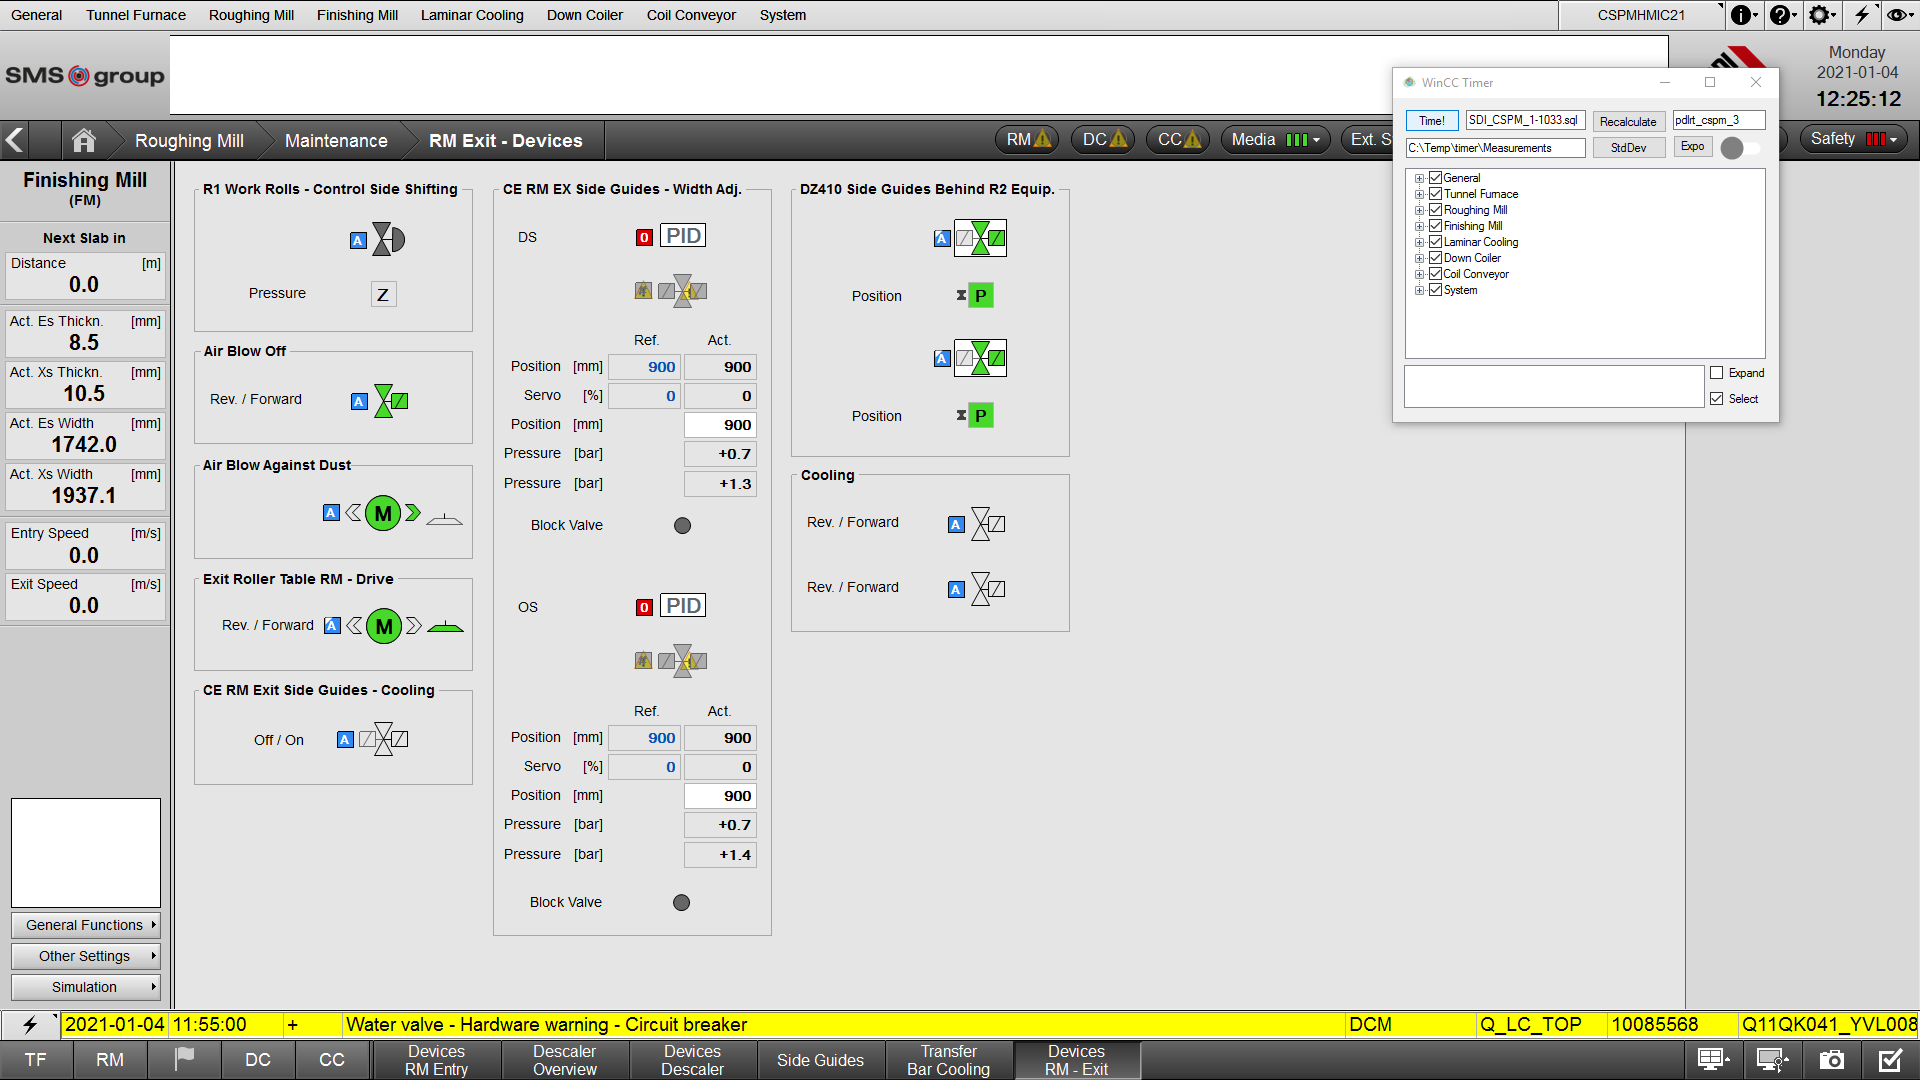 General Tunnel Furnace Roughing Mill Finishing Mill Laminar Cooling Down Coiler Coil Conveyor System CSPMHMIC21
SMS group
Monday
2021-01-04
12:25:12
Roughing Mill Maintenance RM Exit - Devices RM DC CC Media Ext. S Safety
WinCC Timer
Time! SDI_CSPM_1-1033.sql Recalculate pdlrt_cspm_3
C:\Temp\timer\Measurements StdDev Expo
General
Tunnel Furnace
Roughing Mill
Finishing Mill
Laminar Cooling
Down Coiler
Coil Conveyor
System
Expand
Select
Finishing Mill
(FM)
Next Slab in
Distance [m]
0.0
Act. Es Thickn. [mm]
8.5
Act. Xs Thickn. [mm]
10.5
Act. Es Width [mm]
1742.0
Act. Xs Width [mm]
1937.1
Entry Speed [m/s]
0.0
Exit Speed [m/s]
0.0
General Functions
Other Settings
Simulation
R1 Work Rolls - Control Side Shifting
A
Pressure Z
Air Blow Off
Rev. / Forward A
Air Blow Against Dust
A M
Exit Roller Table RM - Drive
Rev. / Forward A M
CE RM Exit Side Guides - Cooling
Off / On A
CE RM EX Side Guides - Width Adj.
DS 0 PID
Ref. Act.
Position [mm] 900 900
Servo [%] 0 0
Position [mm] 900
Pressure [bar] +0.7
Pressure [bar] +1.3
Block Valve
OS 0 PID
Ref. Act.
Position [mm] 900 900
Servo [%] 0 0
Position [mm] 900
Pressure [bar] +0.7
Pressure [bar] +1.4
Block Valve
DZ410 Side Guides Behind R2 Equip.
A
Position P
A
Position P
Cooling
Rev. / Forward A
Rev. / Forward A
2021-01-04 11:55:00 + Water valve - Hardware warning - Circuit breaker DCM Q_LC_TOP 10085568 Q11QK041_YVL008
TF RM DC CC
Devices
RM Entry
Descaler
Overview
Devices
Descaler
Side Guides
Transfer
Bar Cooling
Devices
RM - Exit